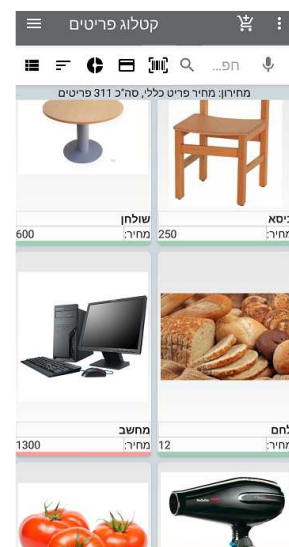 קטלוג פריטים
חפ...
מחירון: מחיר פריט כללי, סה"כ 311 פריטים
כיסא
מחיר: 250
שולחן
מחיר: 600
לחם
מחיר: 12
מחשב
מחיר: 1300